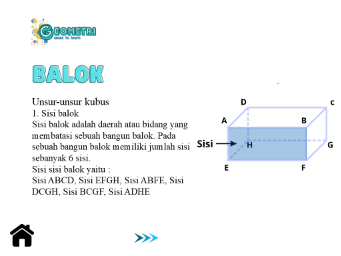 GEOMETRI
BALOK
Unsur-unsur kubus
1. Sisi balok
Sisi balok adalah daerah atau bidang yang
membatasi sebuah bangun balok. Pada
sebuah bangun balok memiliki jumlah sisi
sebanyak 6 sisi.
Sisi sisi balok yaitu :
Sisi ABCD, Sisi EFGH, Sisi ABFE, Sisi
DCGH, Sisi BCGF, Sisi ADHE
D c
A B
Sisi H G
E F